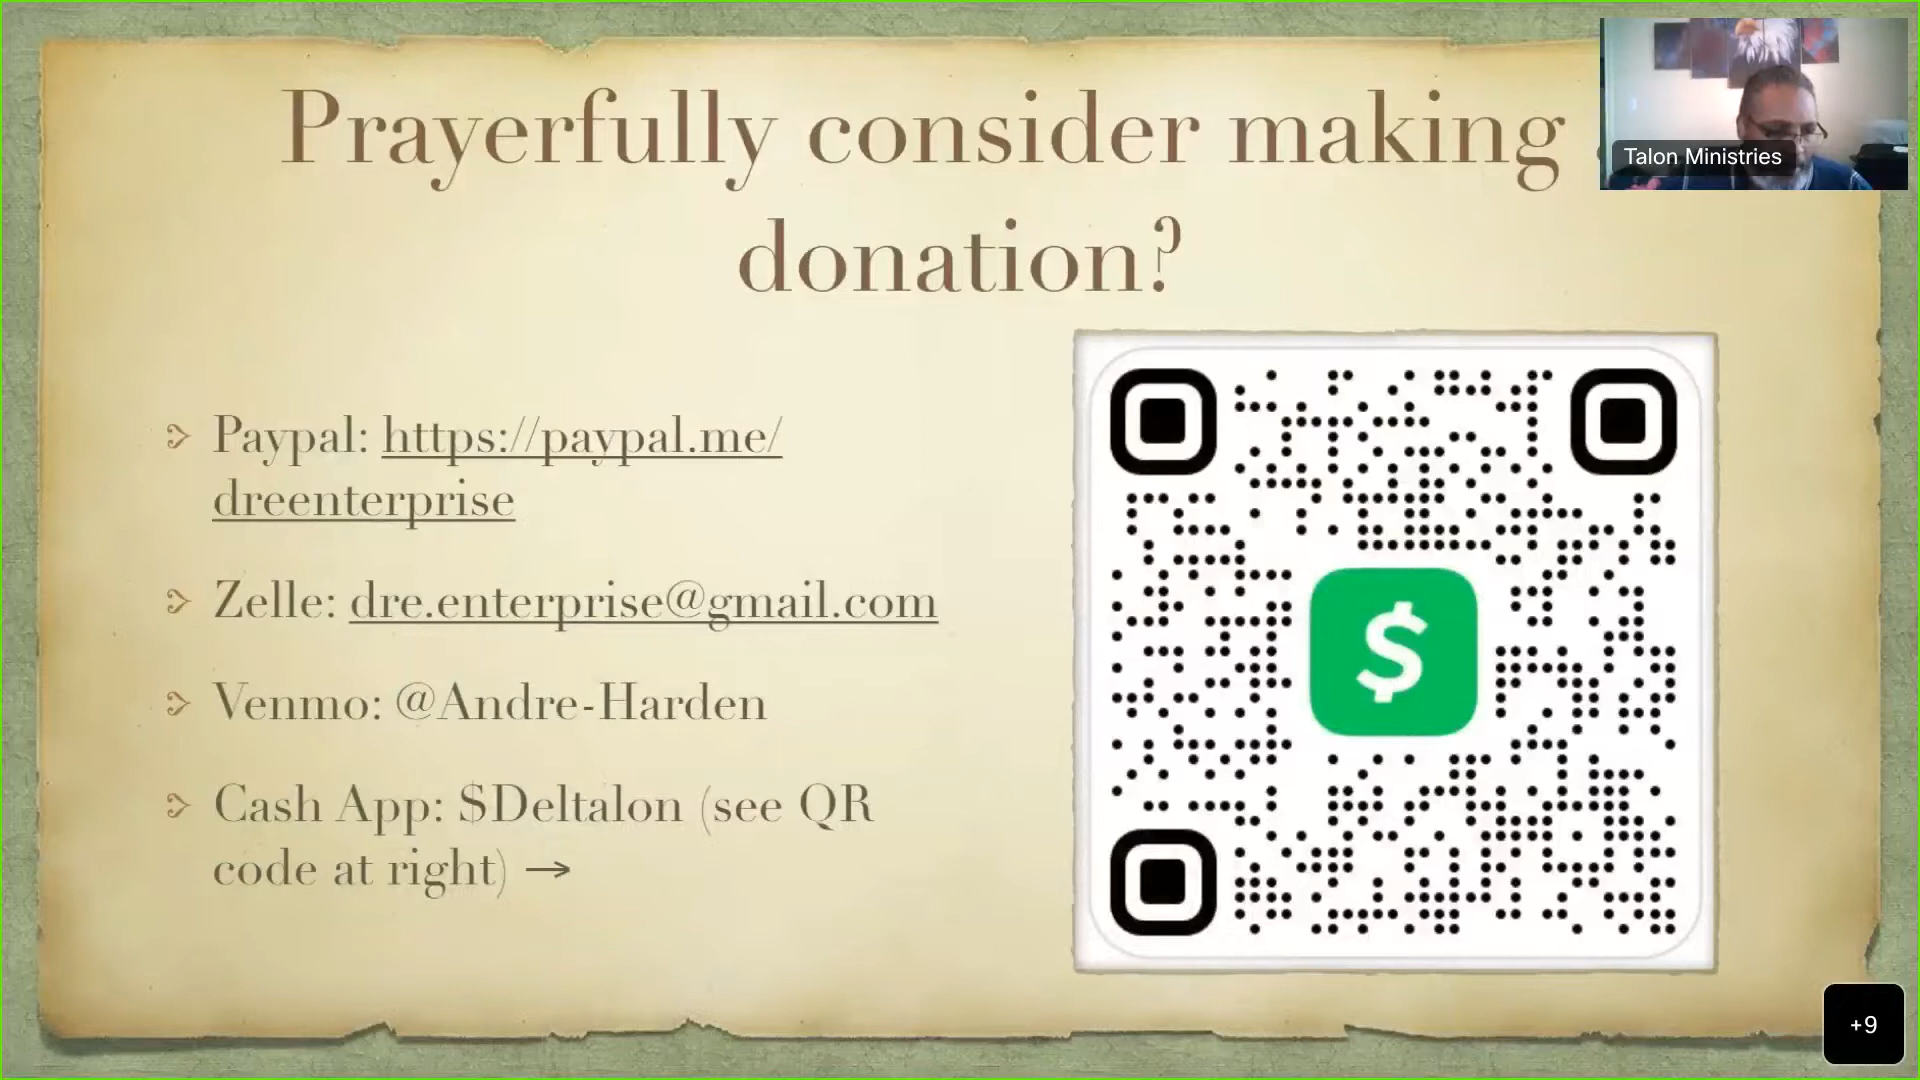 Prayerfully consider making
donation?
Talon Ministries
Paypal: https://paypal.me/
dreenterprise
Zelle: dre.enterprise@gmail.com
Venmo: @Andre-Harden
Cash App: $Deltalon (see QR
code at right) →
$
+9